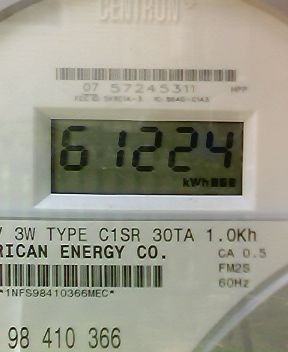 CENTRON
07 57245311
61224
kWh
3W TYPE C1SR 30TA 1.0Kh
RICAN ENERGY CO.
CA 0.5
FM2S
60Hz
*1NFS98410366MEC*
98 410 366